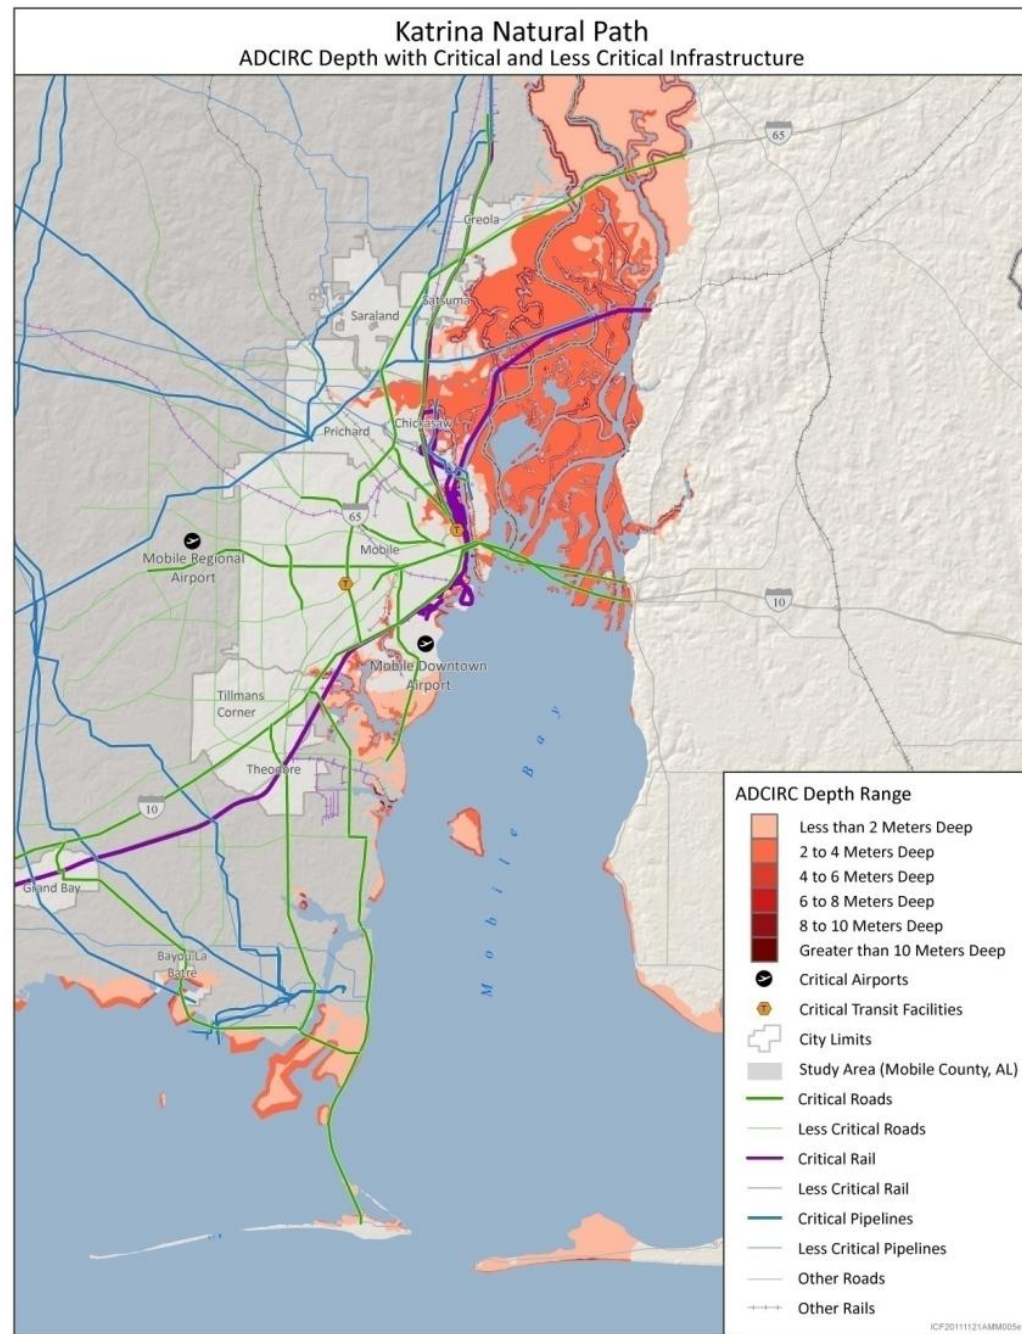 Katrina Natural Path
ADCIRC Depth with Critical and Less Critical Infrastructure
65
Creola
Satsuma
Saraland
Chickasaw
Prichard
65
Mobile
Mobile Regional
Airport
10
Mobile Downtown
Airport
Tillmans
Corner
Theodore
10
Mobile Bay
Grand Bay
Bayou La
Batre
ADCIRC Depth Range
Less than 2 Meters Deep
2 to 4 Meters Deep
4 to 6 Meters Deep
6 to 8 Meters Deep
8 to 10 Meters Deep
Greater than 10 Meters Deep
Critical Airports
T Critical Transit Facilities
City Limits
Study Area (Mobile County, AL)
Critical Roads
Less Critical Roads
Critical Rail
Less Critical Rail
Critical Pipelines
Less Critical Pipelines
Other Roads
Other Rails
ICF20111121AMM005e